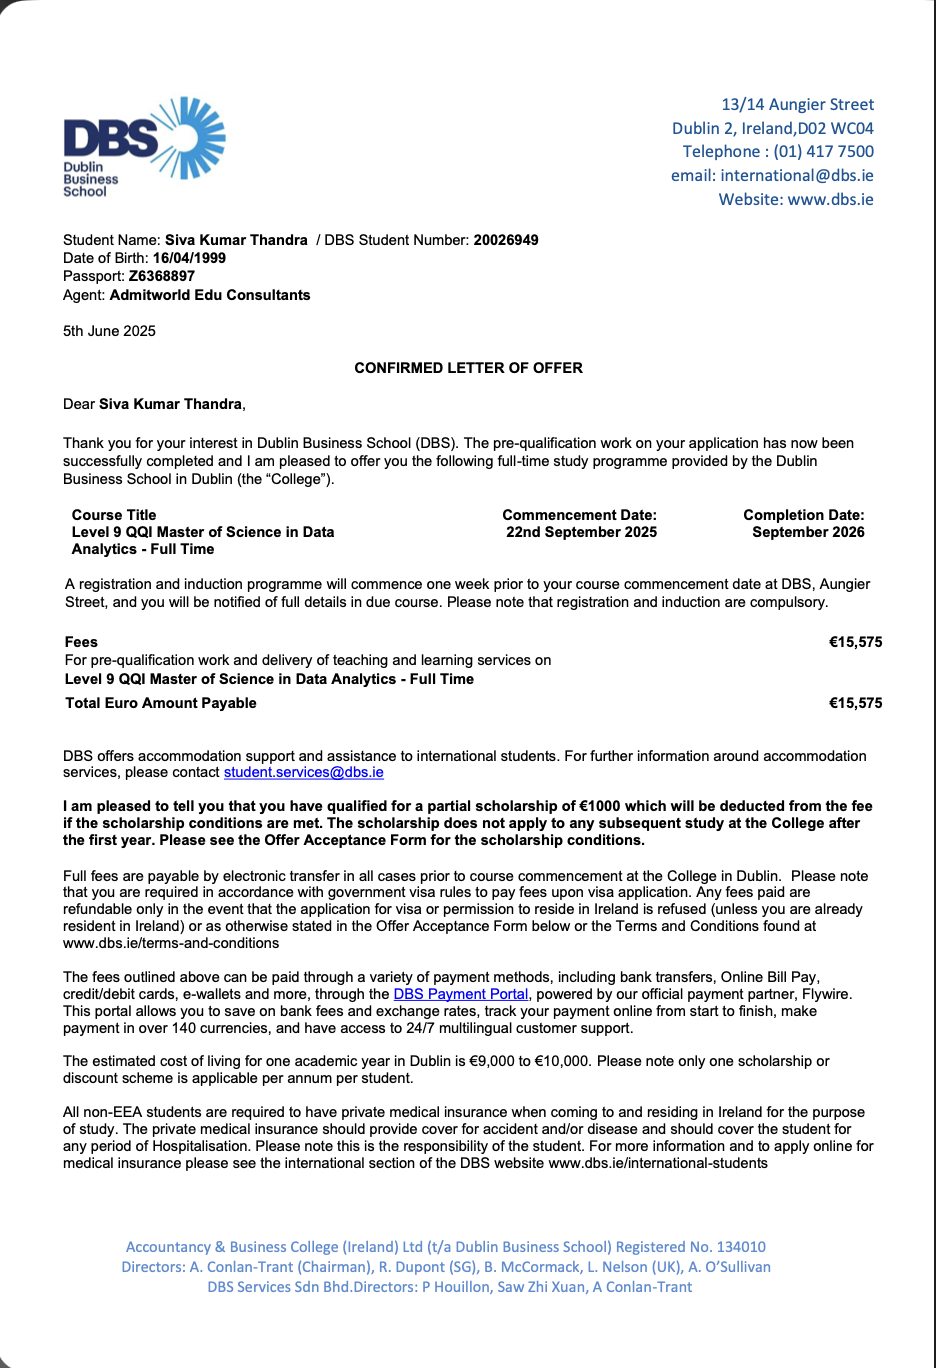 DBS
Dublin
Business
School
13/14 Aungier Street
Dublin 2, Ireland,D02 WC04
Telephone : (01) 417 7500
email: international@dbs.ie
Website: www.dbs.ie
Student Name: Siva Kumar Thandra / DBS Student Number: 20026949
Date of Birth: 16/04/1999
Passport: Z6368897
Agent: Admitworld Edu Consultants
5th June 2025
CONFIRMED LETTER OF OFFER
Dear Siva Kumar Thandra,
Thank you for your interest in Dublin Business School (DBS). The pre-qualification work on your application has now been
successfully completed and I am pleased to offer you the following full-time study programme provided by the Dublin
Business School in Dublin (the “College”).
Course Title Commencement Date: Completion Date:
Level 9 QQI Master of Science in Data 22nd September 2025 September 2026
Analytics - Full Time
A registration and induction programme will commence one week prior to your course commencement date at DBS, Aungier
Street, and you will be notified of full details in due course. Please note that registration and induction are compulsory.
Fees €15,575
For pre-qualification work and delivery of teaching and learning services on
Level 9 QQI Master of Science in Data Analytics - Full Time
Total Euro Amount Payable €15,575
DBS offers accommodation support and assistance to international students. For further information around accommodation
services, please contact student.services@dbs.ie
I am pleased to tell you that you have qualified for a partial scholarship of €1000 which will be deducted from the fee
if the scholarship conditions are met. The scholarship does not apply to any subsequent study at the College after
the first year. Please see the Offer Acceptance Form for the scholarship conditions.
Full fees are payable by electronic transfer in all cases prior to course commencement at the College in Dublin. Please note
that you are required in accordance with government visa rules to pay fees upon visa application. Any fees paid are
refundable only in the event that the application for visa or permission to reside in Ireland is refused (unless you are already
resident in Ireland) or as otherwise stated in the Offer Acceptance Form below or the Terms and Conditions found at
www.dbs.ie/terms-and-conditions
The fees outlined above can be paid through a variety of payment methods, including bank transfers, Online Bill Pay,
credit/debit cards, e-wallets and more, through the DBS Payment Portal, powered by our official payment partner, Flywire.
This portal allows you to save on bank fees and exchange rates, track your payment online from start to finish, make
payment in over 140 currencies, and have access to 24/7 multilingual customer support.
The estimated cost of living for one academic year in Dublin is €9,000 to €10,000. Please note only one scholarship or
discount scheme is applicable per annum per student.
All non-EEA students are required to have private medical insurance when coming to and residing in Ireland for the purpose
of study. The private medical insurance should provide cover for accident and/or disease and should cover the student for
any period of Hospitalisation. Please note this is the responsibility of the student. For more information and to apply online for
medical insurance please see the international section of the DBS website www.dbs.ie/international-students
Accountancy & Business College (Ireland) Ltd (t/a Dublin Business School) Registered No. 134010
Directors: A. Conlan-Trant (Chairman), R. Dupont (SG), B. McCormack, L. Nelson (UK), A. O’Sullivan
DBS Services Sdn Bhd.Directors: P Houillon, Saw Zhi Xuan, A Conlan-Trant